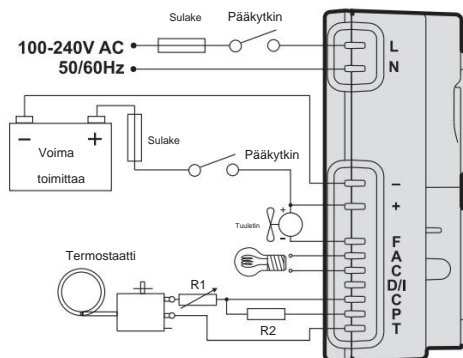 Sulake
Pääkytkin
100-240V AC
50/60Hz
L
N
Voima
toimittaa
Sulake
Pääkytkin
Tuuletin
Termostaatti
R1
R2
–
+
F
A
C
D/I
C
P
T